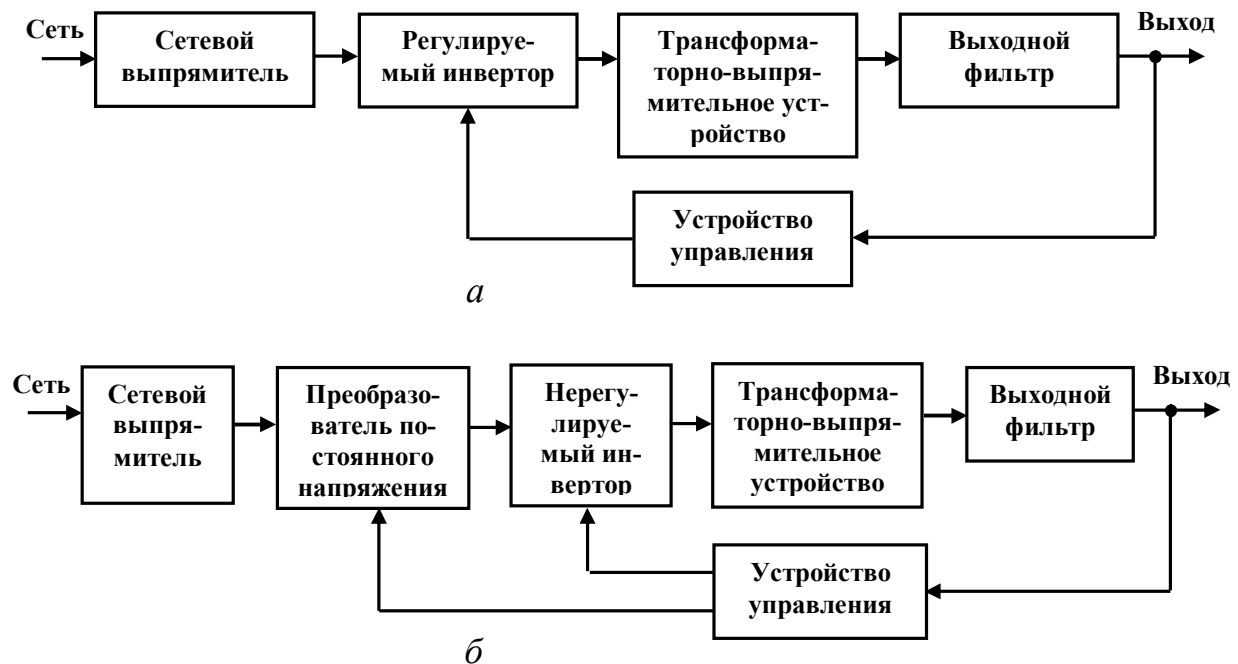 Сеть
Сетевой
выпрямитель
Регулируе-
мый инвертор
Трансформа-
торно-выпря-
мительное уст-
ройство
Выходной
фильтр
Выход
Устройство
управления
а
Сеть
Сетевой
выпря-
митель
Преобразо-
ватель по-
стоянного
напряжения
Нерегу-
лируе-
мый ин-
вертор
Трансформа-
торно-выпря-
мительное
устройство
Выходной
фильтр
Выход
Устройство
управления
б